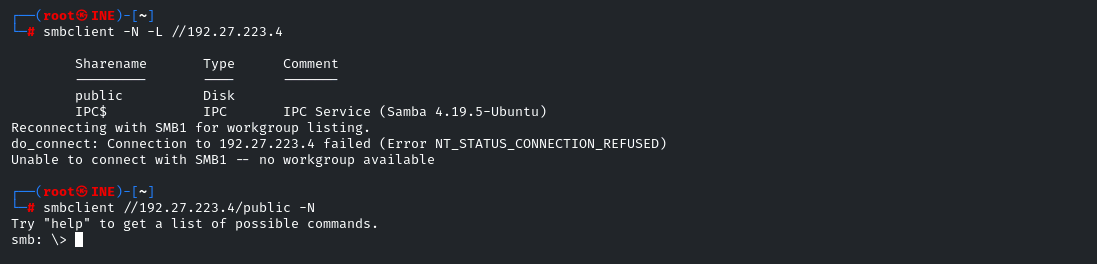 ┌──(root㉿INE)-[~]
└─# smbclient -N -L //192.27.223.4
Sharename Type Comment
--------- ---- -------
public Disk
IPC$ IPC IPC Service (Samba 4.19.5-Ubuntu)
Reconnecting with SMB1 for workgroup listing.
do_connect: Connection to 192.27.223.4 failed (Error NT_STATUS_CONNECTION_REFUSED)
Unable to connect with SMB1 -- no workgroup available
┌──(root㉿INE)-[~]
└─# smbclient //192.27.223.4/public -N
Try "help" to get a list of possible commands.
smb: \>